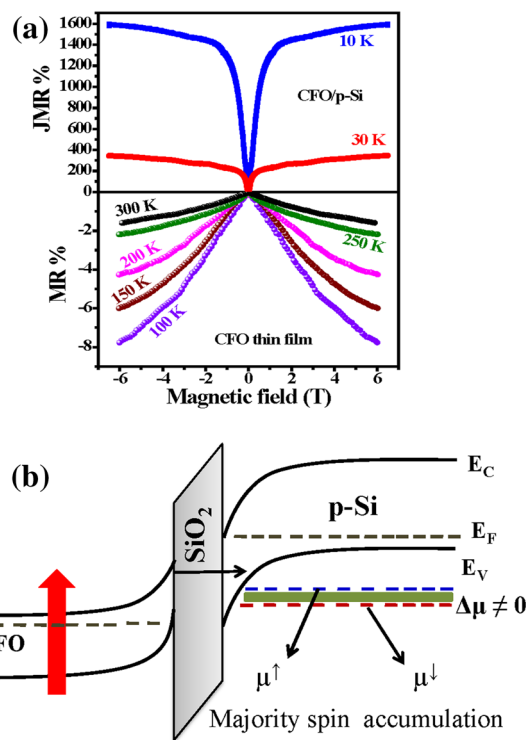 (a)
1600
1400
1200
1000
800
600
400
200
0
JMR %
10 K
CFO/p-Si
30 K
300 K
250 K
200 K
150 K
100 K
-2
-4
-6
-8
MR %
CFO thin film
-6 -4 -2 0 2 4 6
Magnetic field (T)
(b)
E_C
p-Si
SiO₂
E_F
E_V
FO
Δμ ≠ 0
μ↑ μ↓
Majority spin accumulation